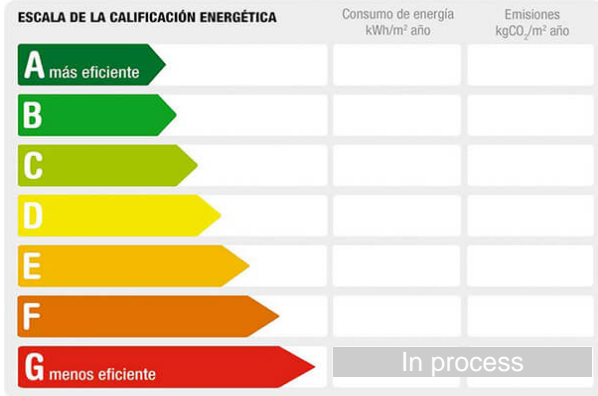 ESCALA DE LA CALIFICACIÓN ENERGÉTICA
Consumo de energía
kWh/m² año
Emisiones
kgCO₂/m² año
A más eficiente
B
C
D
E
F
G menos eficiente
In process